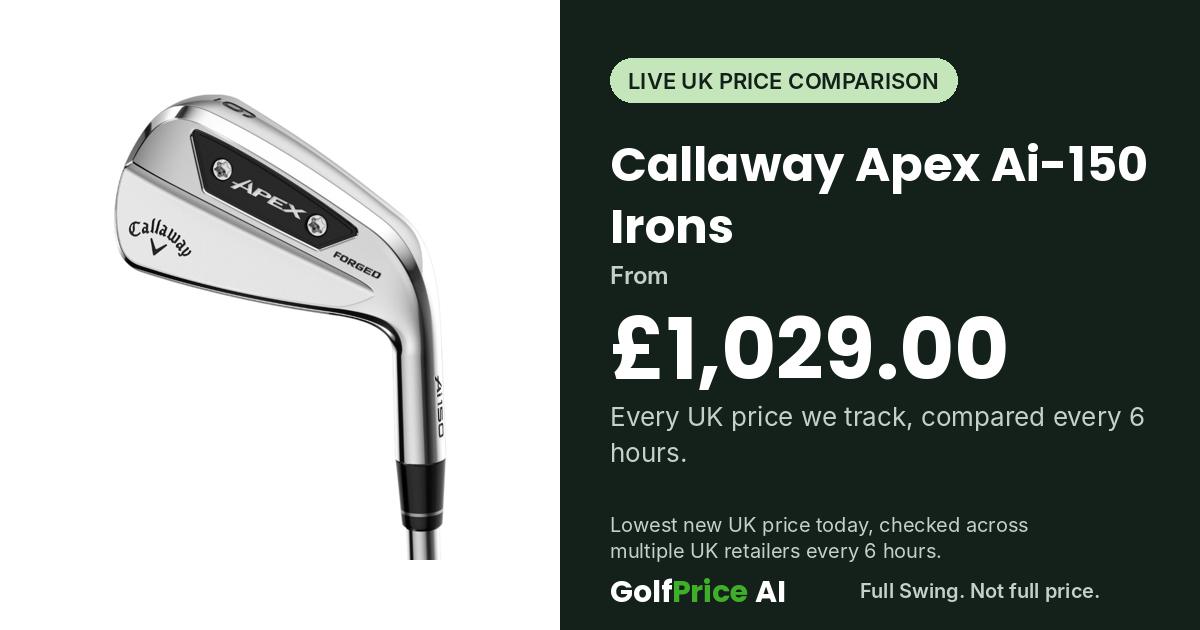 6
APEX
Callaway
FORGED
Ai150
LIVE UK PRICE COMPARISON
Callaway Apex Ai-150
Irons
From
£1,029.00
Every UK price we track, compared every 6
hours.
Lowest new UK price today, checked across
multiple UK retailers every 6 hours.
GolfPrice AI
Full Swing. Not full price.